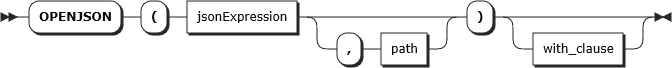 OPENJSON ( jsonExpression )
, path with_clause